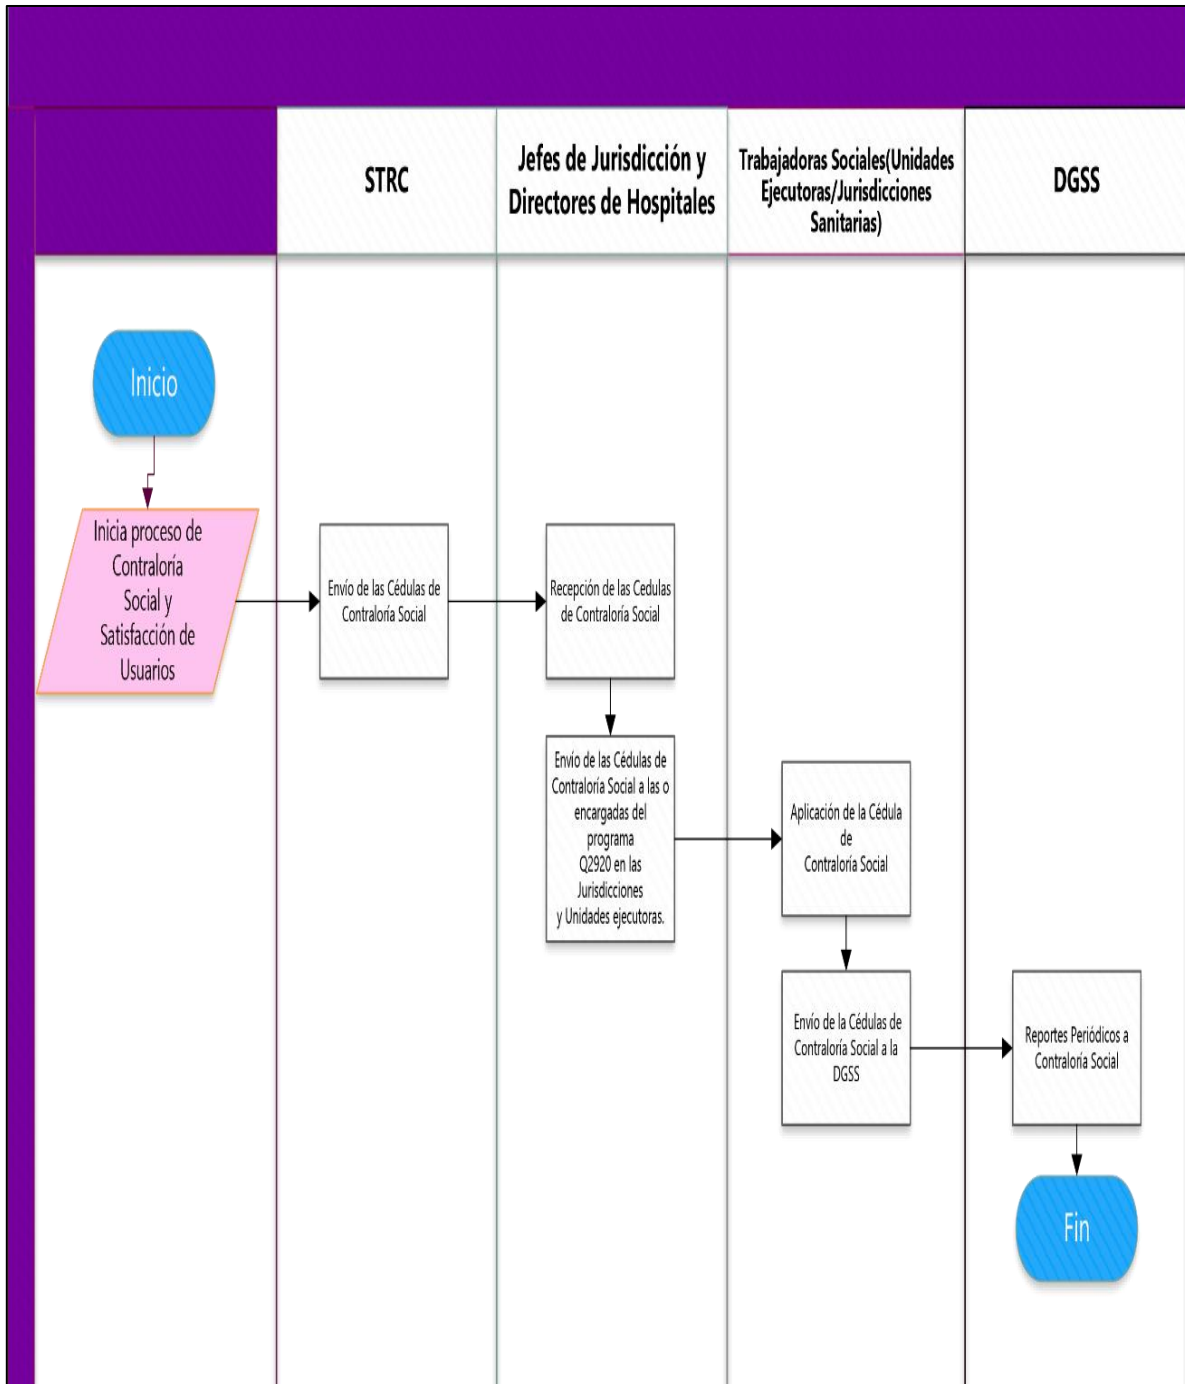 STRC
Jefes de Jurisdicción y
Directores de Hospitales
Trabajadoras Sociales(Unidades
Ejecutoras/Jurisdicciones
Sanitarias)
DGSS
Inicio
Inicia proceso de
Contraloría
Social y
Satisfacción de
Usuarios
Envío de las Cédulas de
Contraloría Social
Recepción de las Cedulas
de Contraloría Social
Envío de las Cédulas de
Contraloría Social a las o
encargadas del
programa
Q2920 en las
Jurisdicciones
y Unidades ejecutoras.
Aplicación de la Cédula
de
Contraloría Social
Envío de la Cédulas de
Contraloría Social a la
DGSS
Reportes Periódicos a
Contraloría Social
Fin